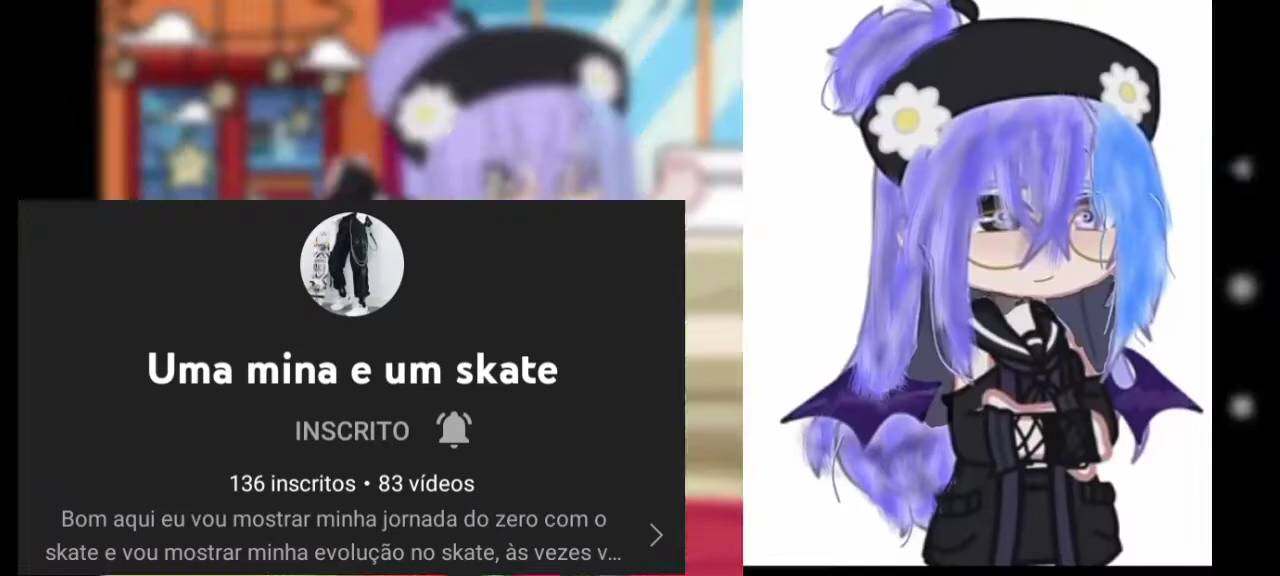 Uma mina e um skate
INSCRITO
136 inscritos • 83 vídeos
Bom aqui eu vou mostrar minha jornada do zero com o
skate e vou mostrar minha evolução no skate, às vezes v...